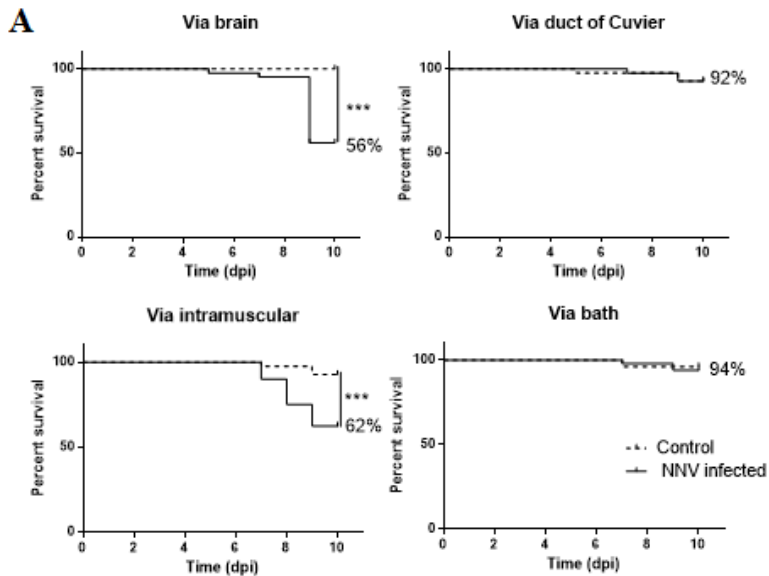 A
Via brain
Percent survival
100
50
0
***
56%
0 2 4 6 8 10
Time (dpi)
Via duct of Cuvier
Percent survival
100
50
0
92%
0 2 4 6 8 10
Time (dpi)
Via intramuscular
Percent survival
100
50
0
***
62%
0 2 4 6 8 10
Time (dpi)
Via bath
Percent survival
100
50
0
94%
Control
NNV infected
0 2 4 6 8 10
Time (dpi)